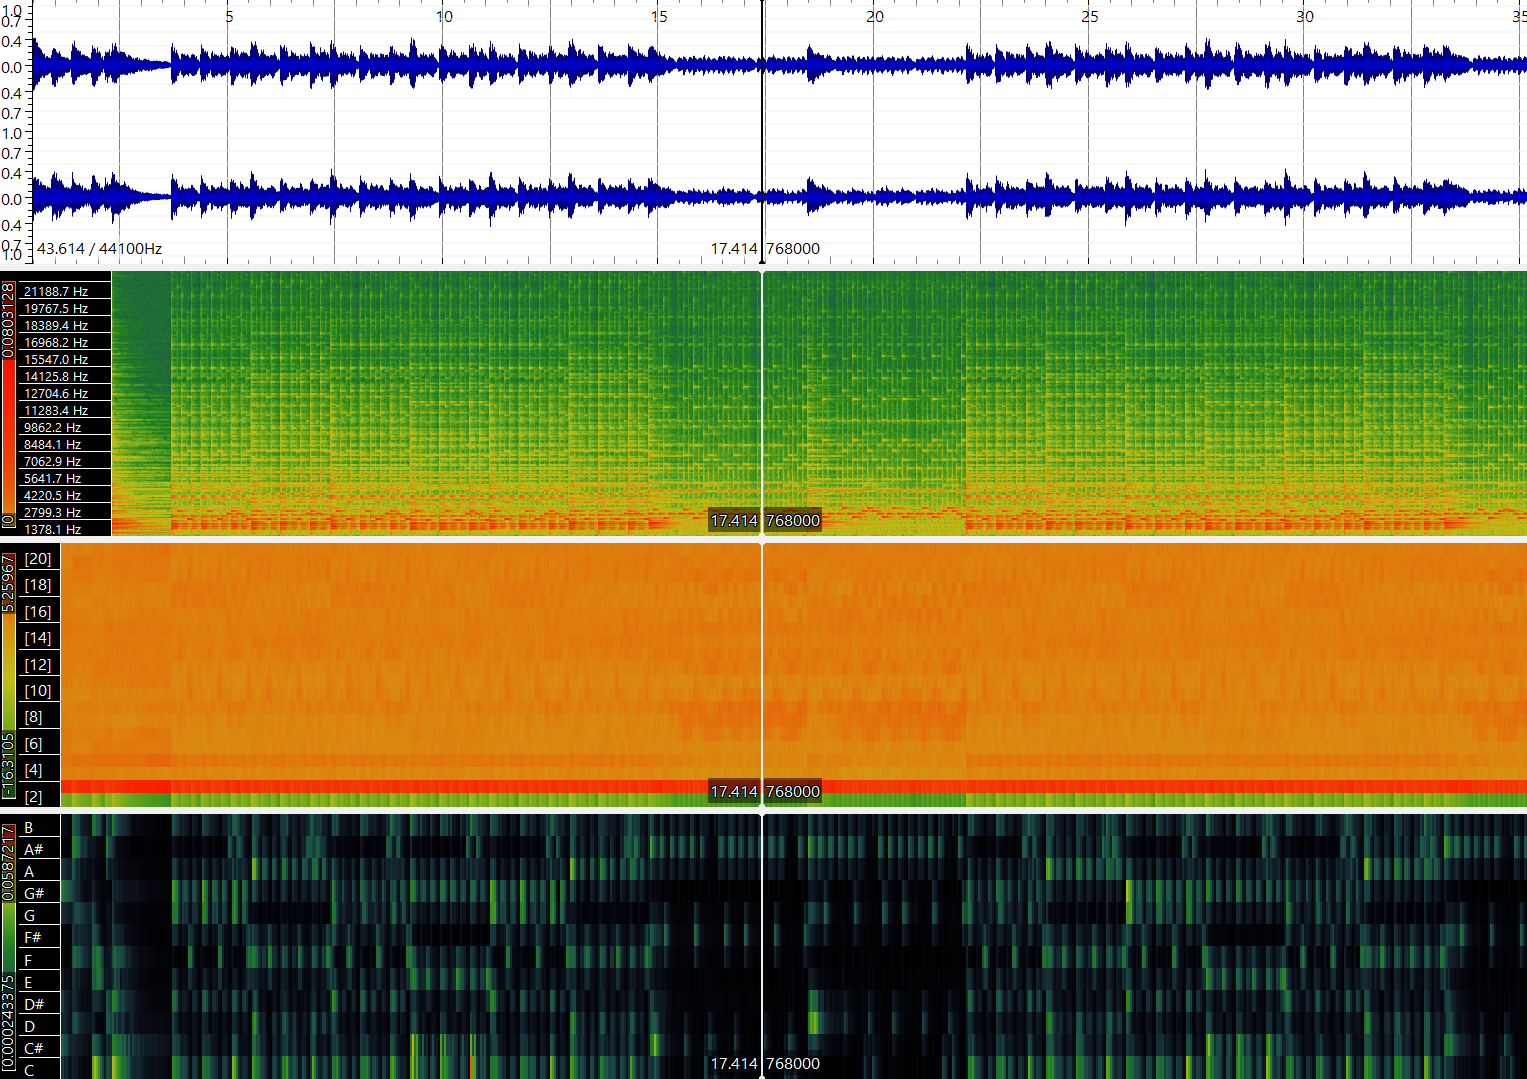 1.0
0.7
0.4
0.0
0.4
0.7
1.0
0.7
0.4
0.0
0.4
0.7
1.0
5 10 15 20 25 30 35
43.614 / 44100Hz
17.414 768000
0.0803128
[0]
21188.7 Hz
19767.5 Hz
18389.4 Hz
16968.2 Hz
15547.0 Hz
14125.8 Hz
12704.6 Hz
11283.4 Hz
9862.2 Hz
8484.1 Hz
7062.9 Hz
5641.7 Hz
4220.5 Hz
2799.3 Hz
1378.1 Hz
17.414 768000
5.25967
-16.3105
[20]
[18]
[16]
[14]
[12]
[10]
[8]
[6]
[4]
[2]
17.414 768000
0.0587217
[0.000243375
B
A#
A
G#
G
F#
F
E
D#
D
C#
C
17.414 768000